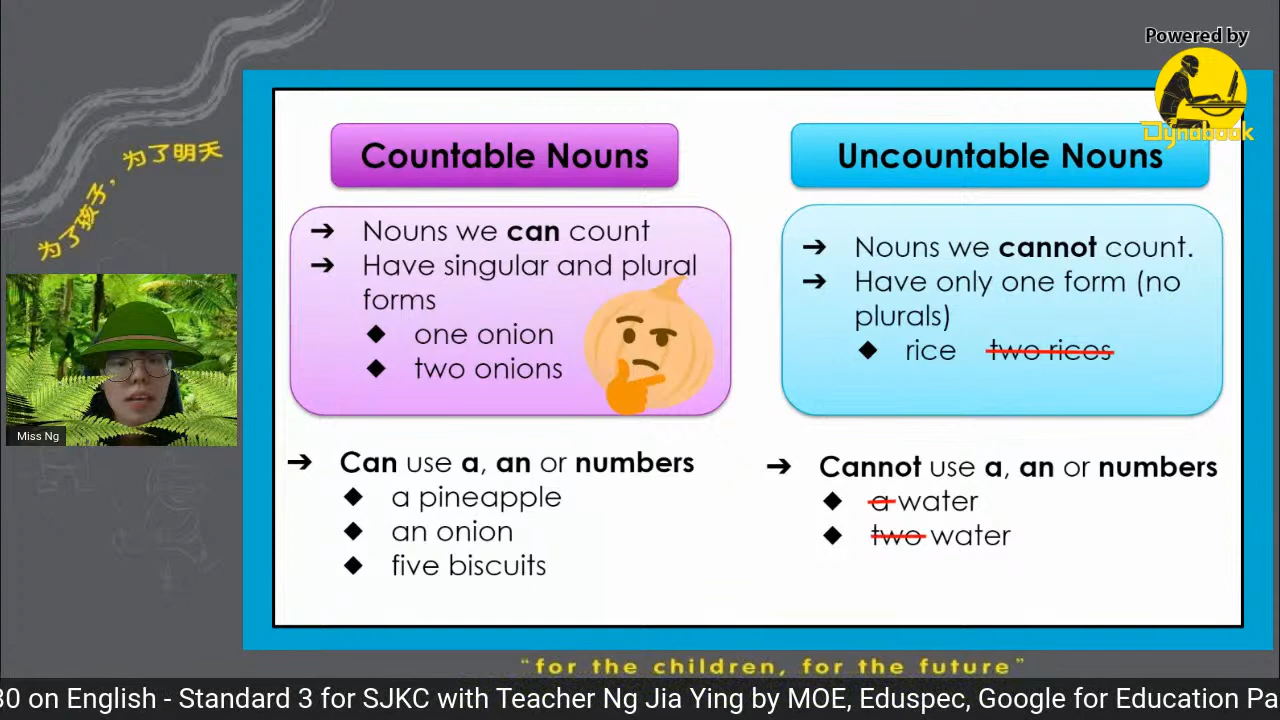 Powered by
Dynabook
为了孩子，为了明天
Countable Nouns
➔ Nouns we can count
➔ Have singular and plural
forms
◆ one onion
◆ two onions
➔ Can use a, an or numbers
◆ a pineapple
◆ an onion
◆ five biscuits
Uncountable Nouns
➔ Nouns we cannot count.
➔ Have only one form (no
plurals)
◆ rice two rices
➔ Cannot use a, an or numbers
◆ a water
◆ two water
Miss Ng
“for the children, for the future”
30 on English - Standard 3 for SJKC with Teacher Ng Jia Ying by MOE, Eduspec, Google for Education Pa